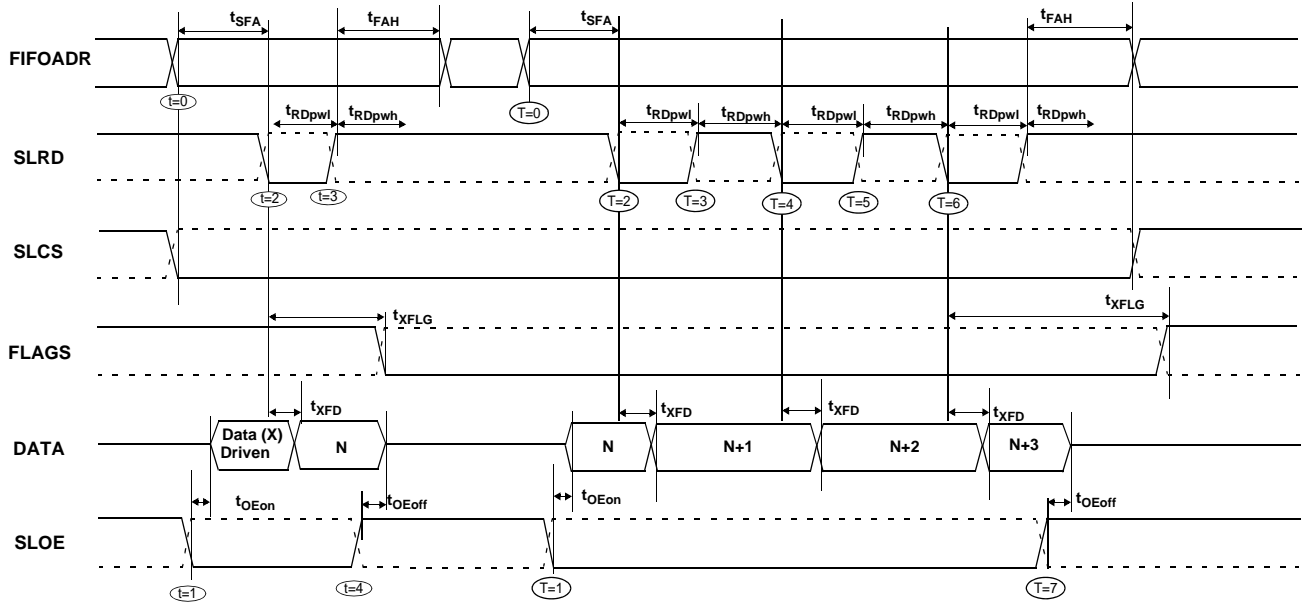 tSFA tFAH tSFA tFAH
FIFOADR
t=0 T=0
tRDpwl tRDpwh tRDpwl tRDpwh tRDpwl tRDpwh tRDpwl tRDpwh
SLRD
t=2 t=3 T=2 T=3 T=4 T=5 T=6
SLCS
tXFLG tXFLG
FLAGS
tXFD tXFD tXFD tXFD
DATA
Data (X)
Driven
N N N+1 N+2 N+3
tOEon tOEoff tOEon tOEoff
SLOE
t=1 t=4 T=1 T=7